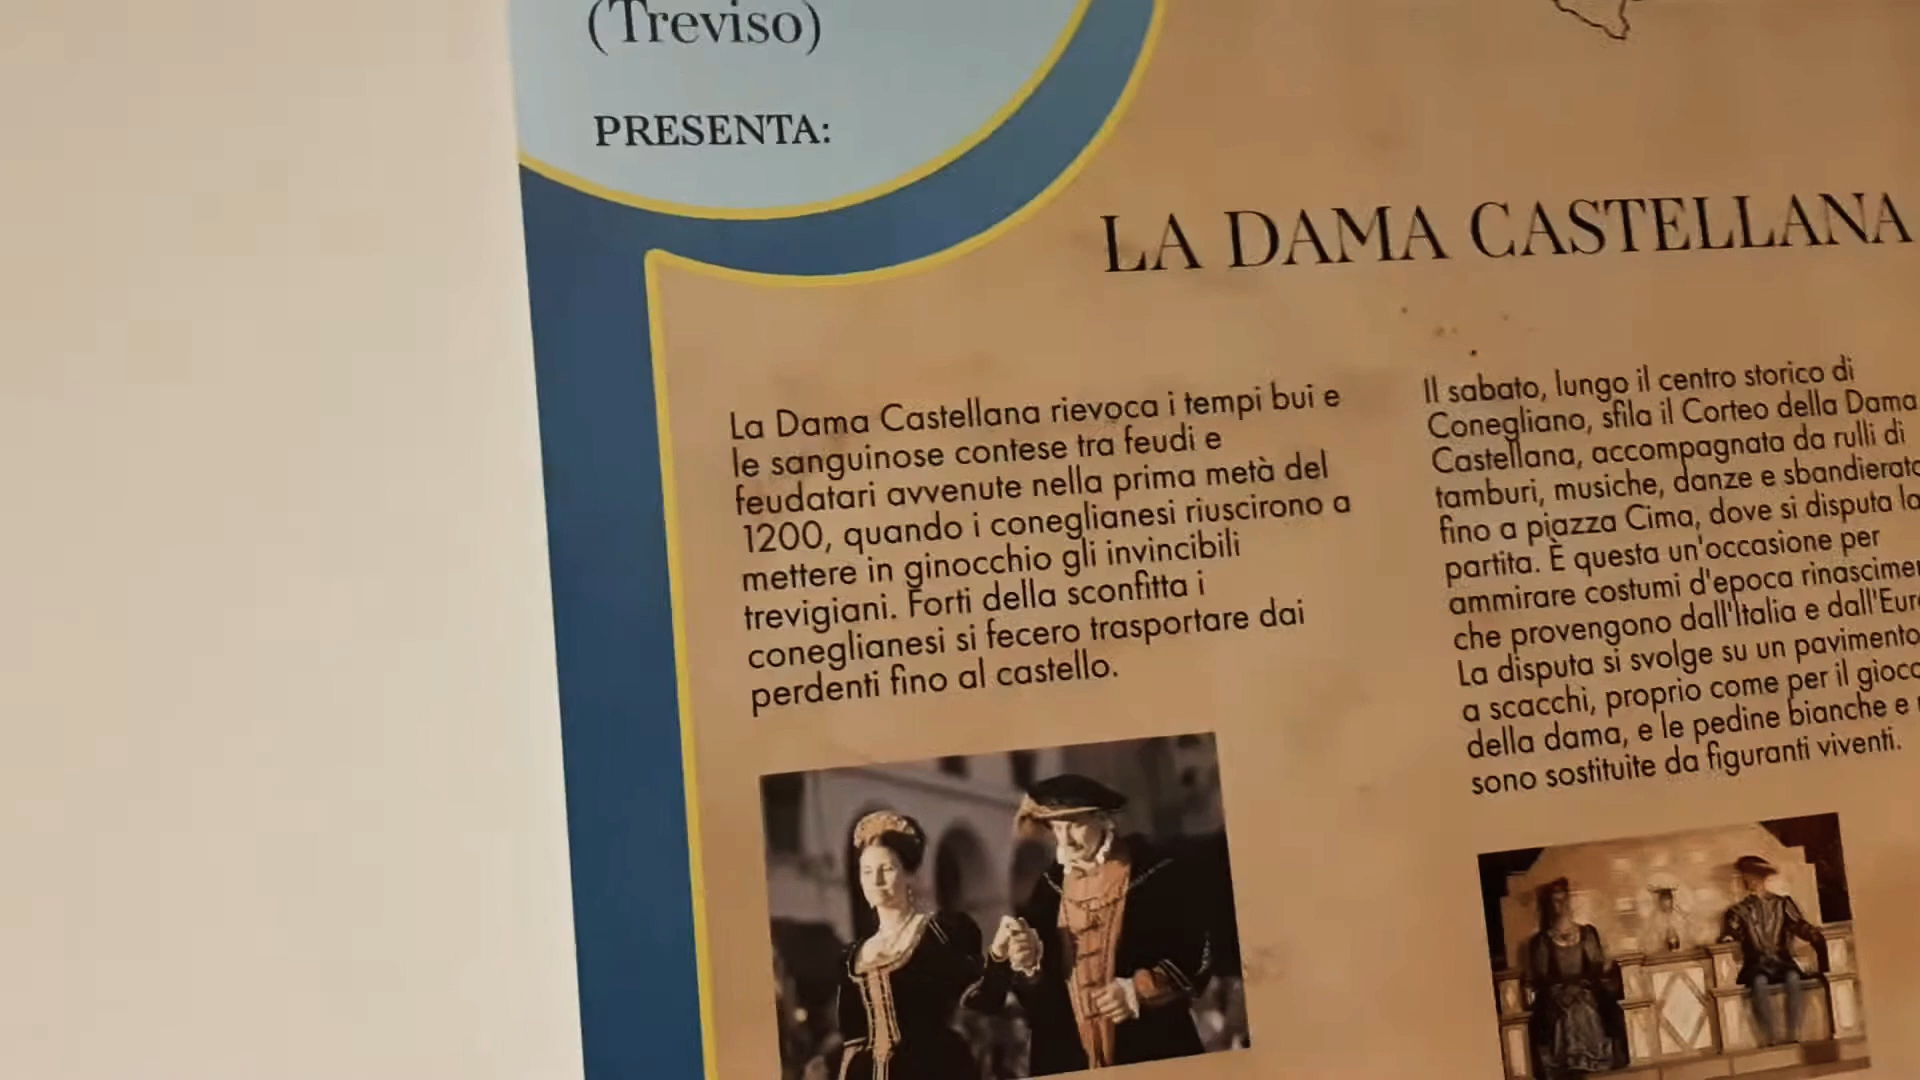 (Treviso)
PRESENTA:
LA DAMA CASTELLANA
La Dama Castellana rievoca i tempi bui e
le sanguinose contese tra feudi e
feudatari avvenute nella prima metà del
1200, quando i coneglianesi riuscirono a
mettere in ginocchio gli invincibili
trevigiani. Forti della sconfitta i
coneglianesi si fecero trasportare dai
perdenti fino al castello.
Il sabato, lungo il centro storico di
Conegliano, sfila il Corteo della Dama
Castellana, accompagnata da rulli di
tamburi, musiche, danze e
fino a piazza Cima, dove si disputa la
partita. È questa un'occasione per
ammirare costumi d'epoca
che provengono dall'Italia e
La disputa si svolge su un pavimento
a scacchi, proprio come per il
della dama, e le pedine bianche e
sono sostituite da figuranti viventi.